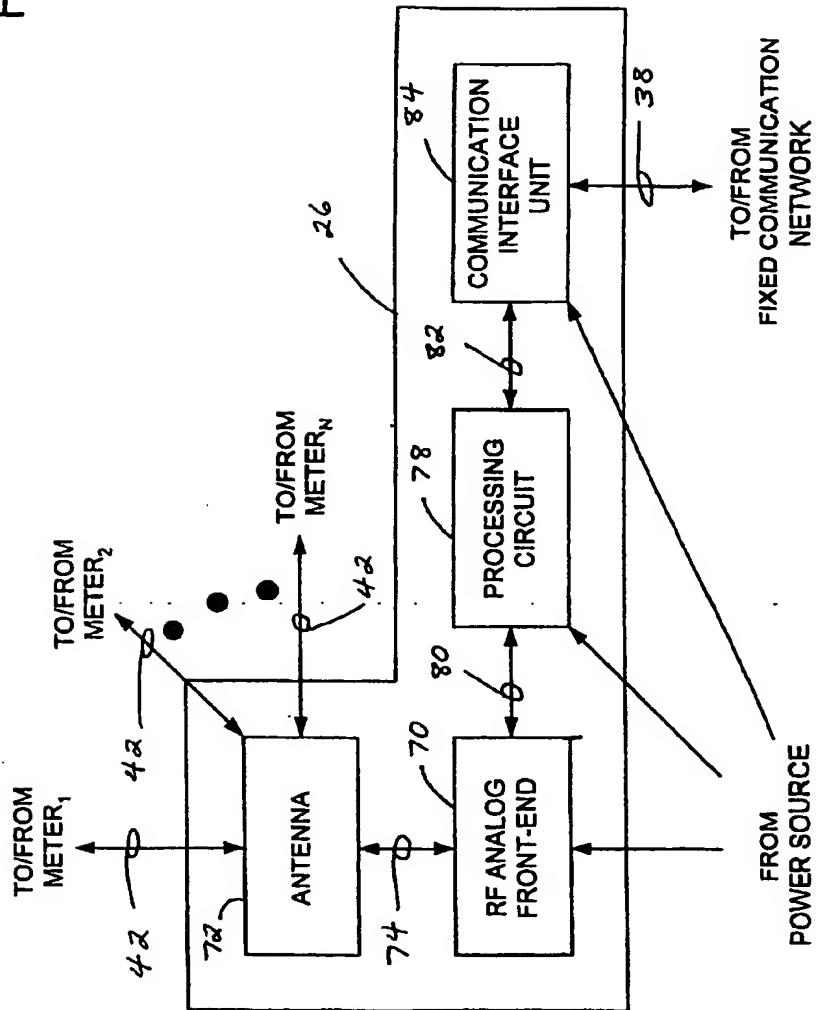 TO/FROM
METER1
TO/FROM
METER2
TO/FROM
METERN
42
42
42
26
72
ANTENNA
74
70
RF ANALOG
FRONT-END
80
78
PROCESSING
CIRCUIT
82
84
COMMUNICATION
INTERFACE
UNIT
38
TO/FROM
FIXED COMMUNICATION
NETWORK
FROM
POWER SOURCE